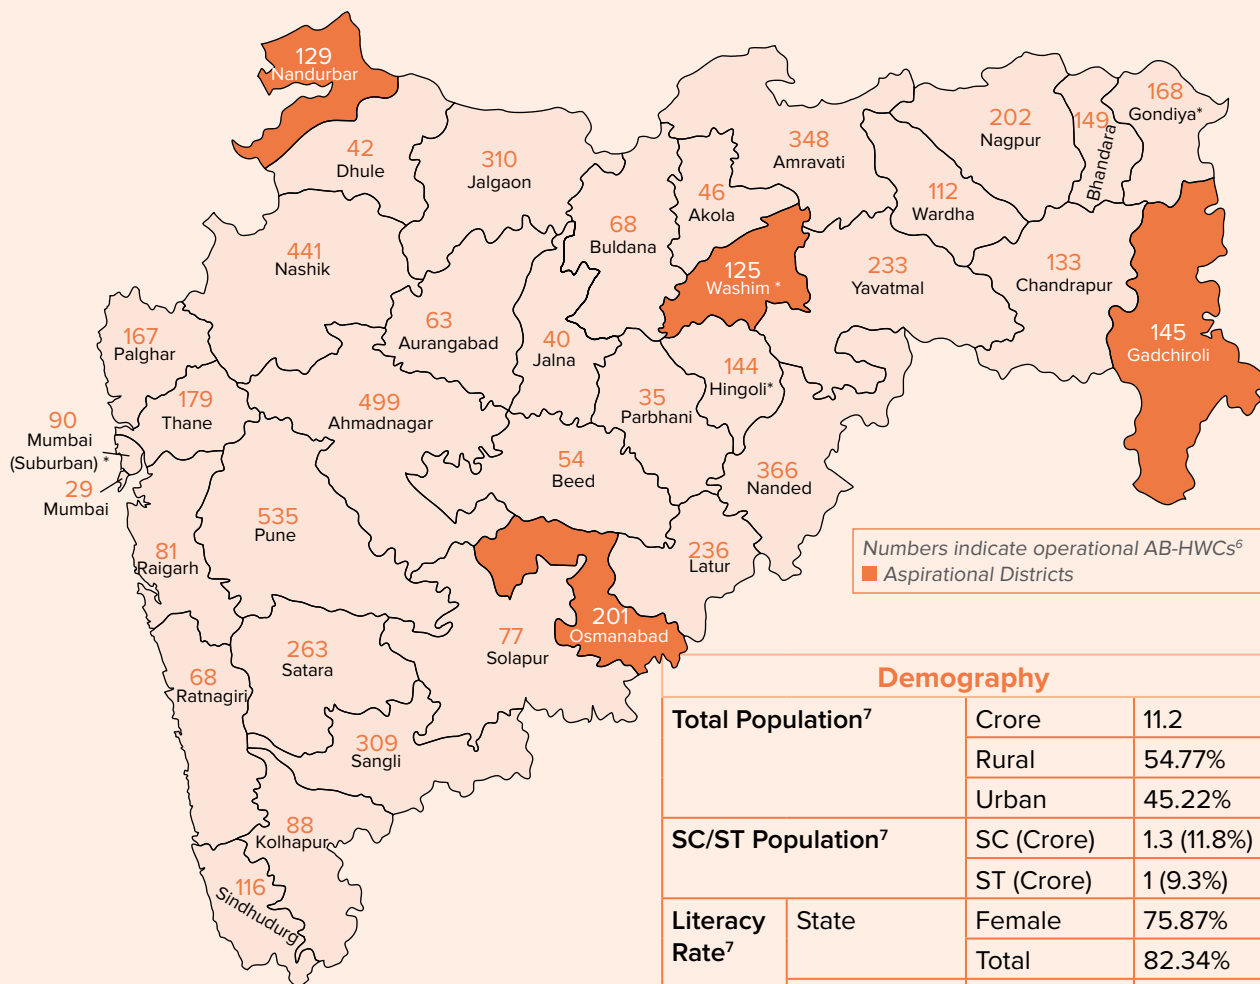 129
Nandurbar
42
Dhule
310
Jalgaon
348
Amravati
202
Nagpur
149
Bhandara
168
Gondiya*
46
Akola
112
Wardha
68
Buldana
441
Nashik
125
Washim *
233
Yavatmal
133
Chandrapur
63
Aurangabad
40
Jalna
145
Gadchiroli
167
Palghar
144
Hingoli*
179
Thane
499
Ahmadnagar
35
Parbhani
90
Mumbai
(Suburban) *
29
Mumbai
54
Beed
366
Nanded
535
Pune
81
Raigarh
236
Latur
201
Osmanabad
77
Solapur
263
Satara
68
Ratnagiri
309
Sangli
88
Kolhapur
116
Sindhudurg
Numbers indicate operational AB-HWCs⁶
Aspirational Districts
Demography
Total Population⁷ Crore 11.2
Rural 54.77%
Urban 45.22%
SC/ST Population⁷ SC (Crore) 1.3 (11.8%)
ST (Crore) 1 (9.3%)
Literacy Rate⁷ State Female 75.87%
Total 82.34%